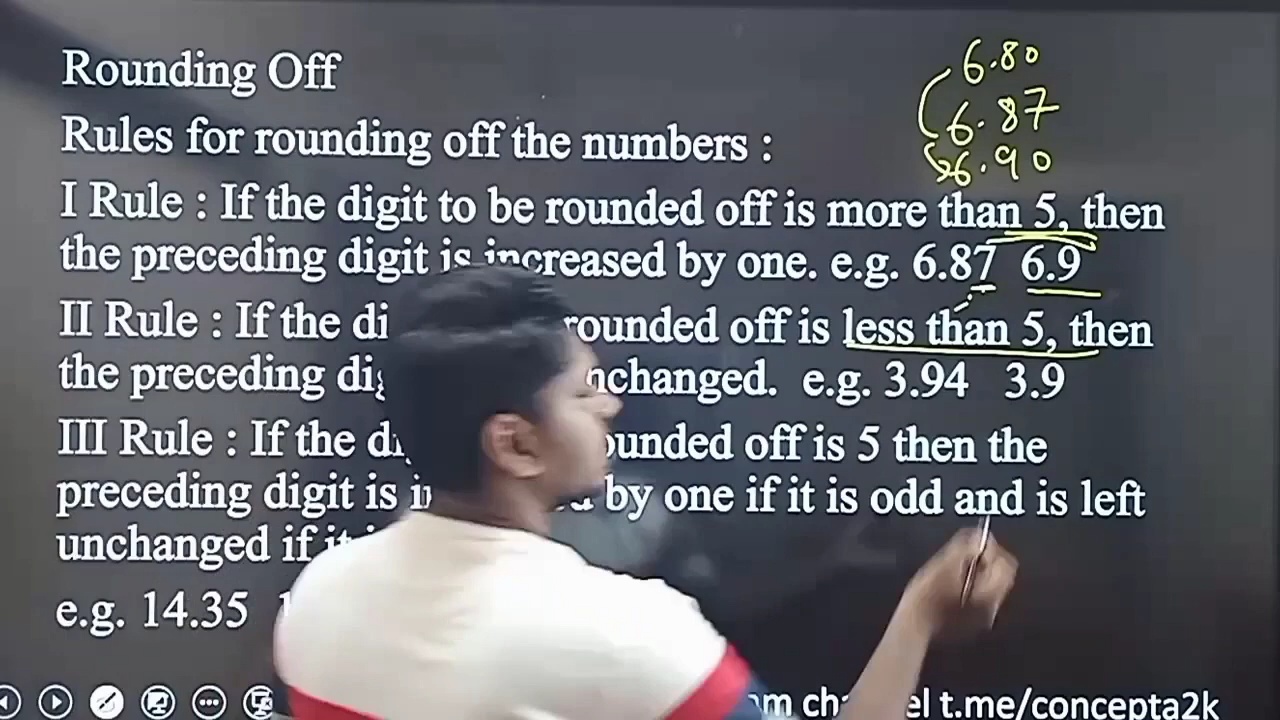 Rounding Off
6.80
6.87
6.90
Rules for rounding off the numbers :
I Rule : If the digit to be rounded off is more than 5, then
the preceding digit is increased by one. e.g. 6.87 6.9
II Rule : If the rounded off is less than 5, then
the preceding e.g. 3.94 3.9
III Rule : If the off is 5 then the
preceding digit is by one if it is odd and is left
unchanged if
e.g. 14.35
t.me/concepta2k